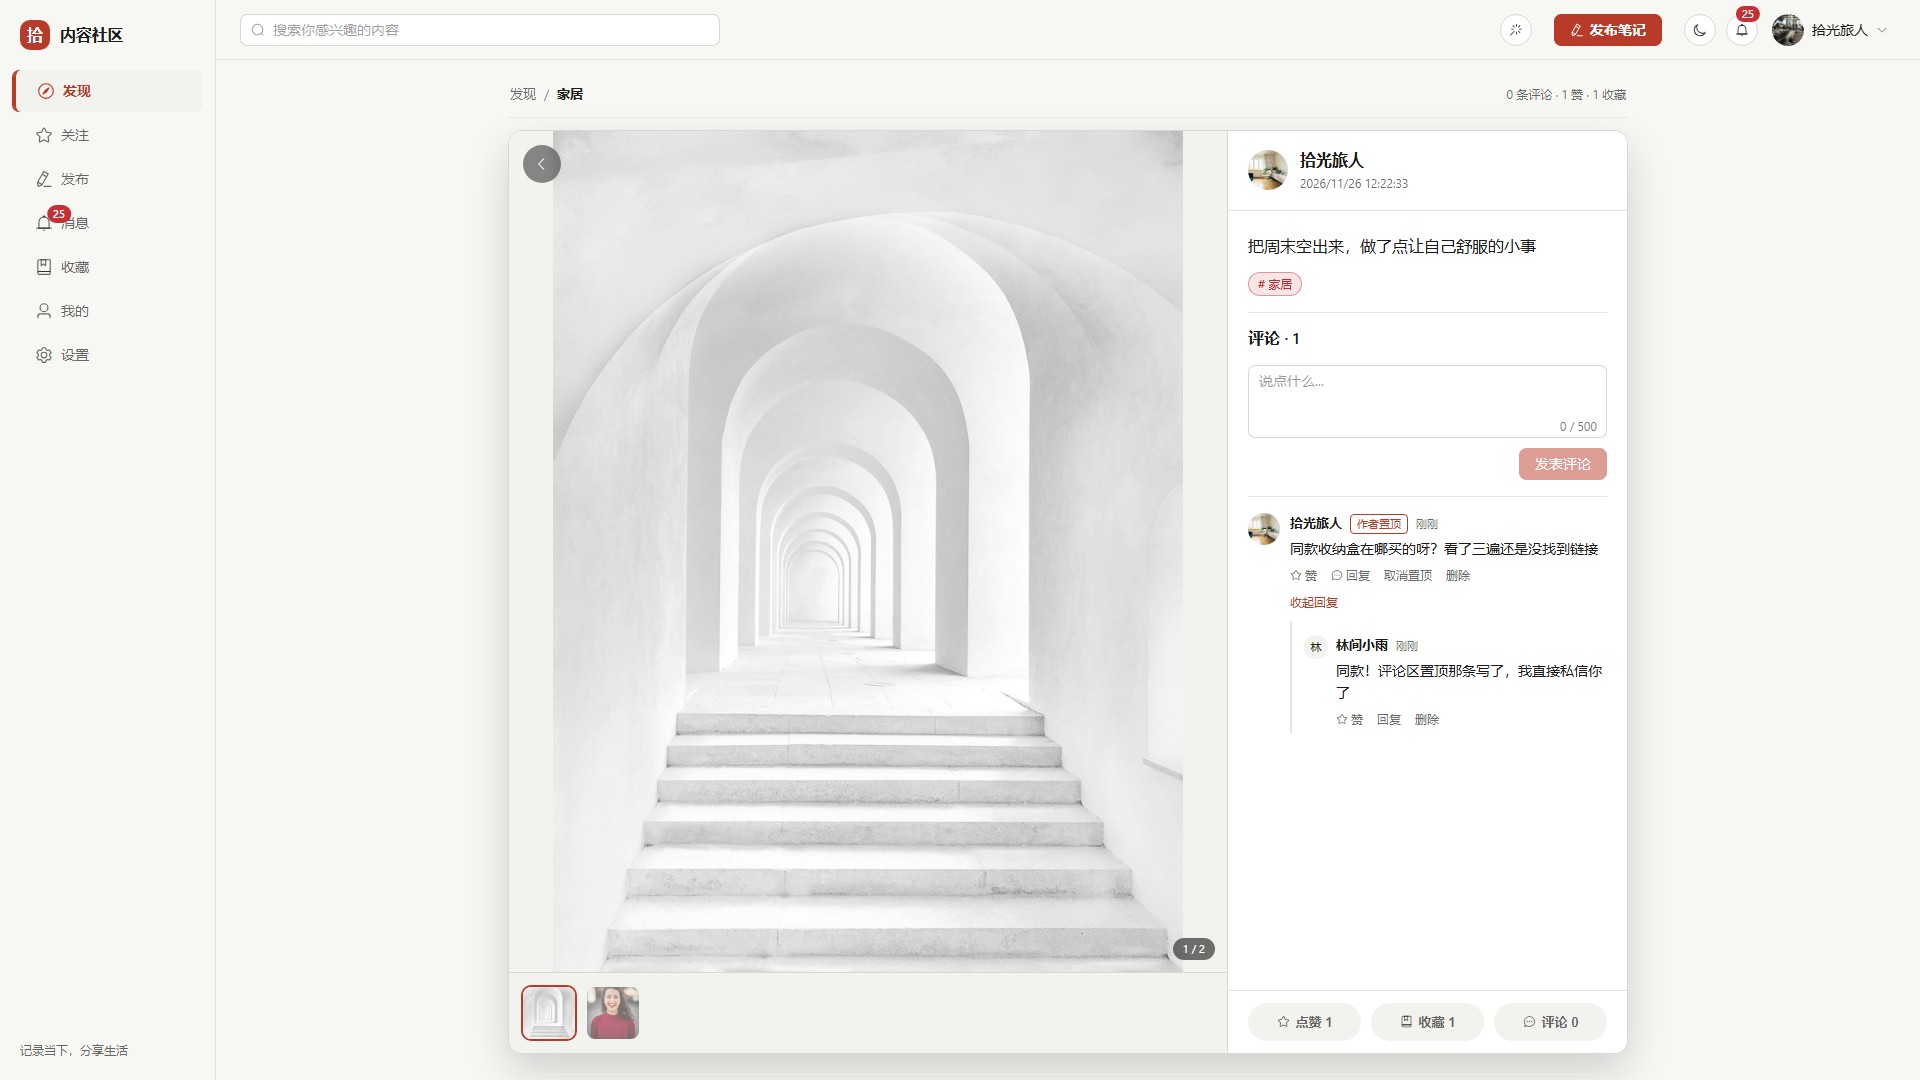 拾 内容社区
搜索你感兴趣的内容
发布笔记
25
拾光旅人
发现
关注
发布
25
消息
收藏
我的
设置
记录当下，分享生活
发现 / 家居
0 条评论 · 1 赞 · 1 收藏
1 / 2
拾光旅人
2026/11/26 12:22:33
把周末空出来，做了点让自己舒服的小事
# 家居
评论 · 1
说点什么...
0 / 500
发表评论
拾光旅人 作者置顶 刚刚
同款收纳盒在哪买的呀？看了三遍还是没找到链接
赞 回复 取消置顶 删除
收起回复
林 林间小雨 刚刚
同款！评论区置顶那条写了，我直接私信你
了
赞 回复 删除
点赞 1
收藏 1
评论 0